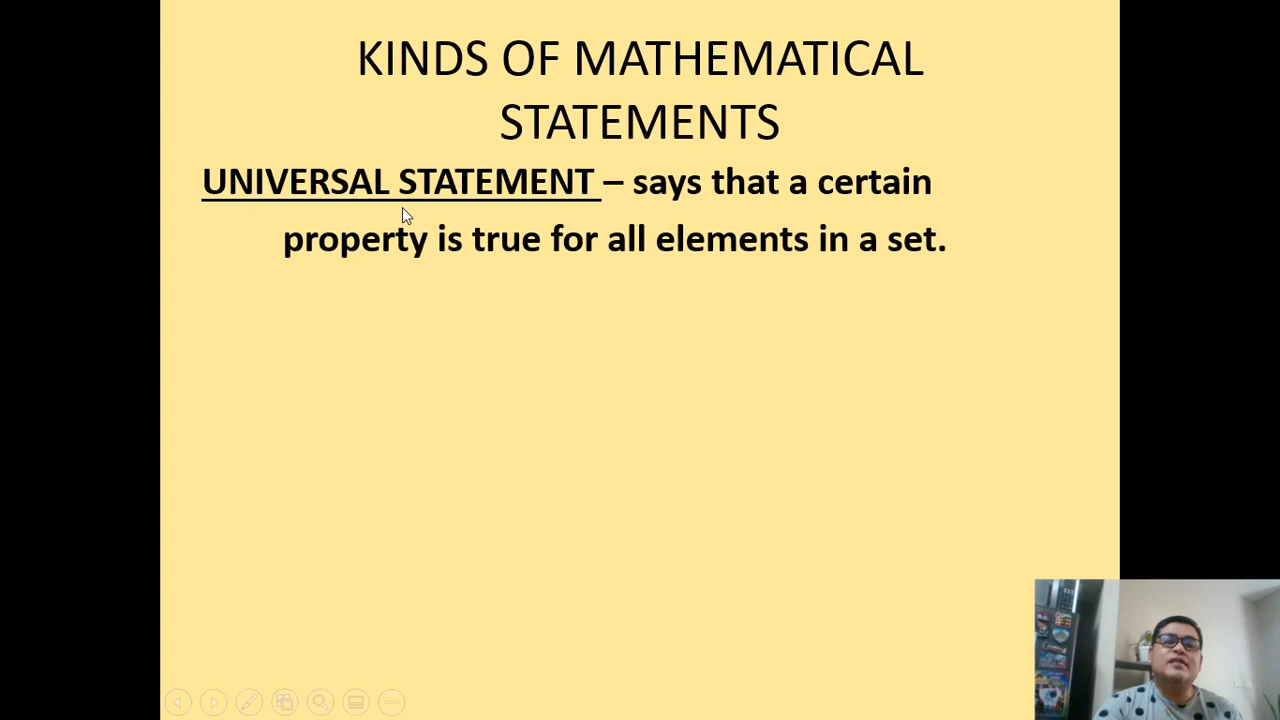 KINDS OF MATHEMATICAL
STATEMENTS
UNIVERSAL STATEMENT – says that a certain
property is true for all elements in a set.